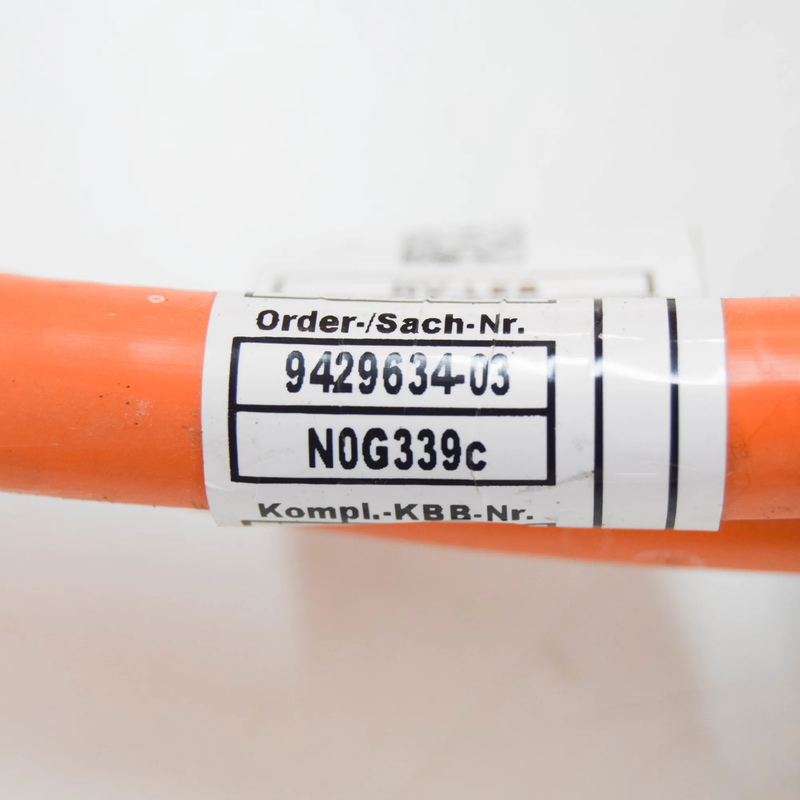 Order-/Sach-Nr.
9429634-03
N0G339c
Kompl.-KBB-Nr.